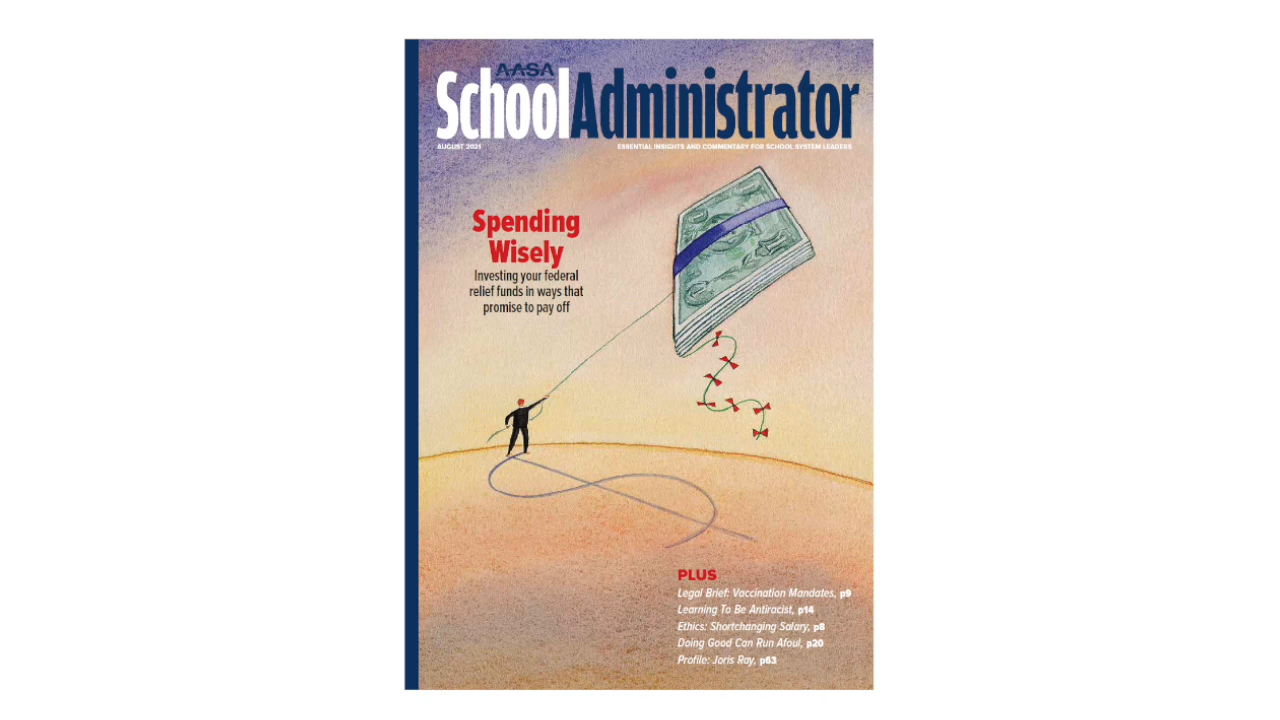 AASA
SchoolAdministrator
AUGUST 2021
ESSENTIAL INSIGHTS AND COMMENTARY FOR SCHOOL SYSTEM LEADERS
Spending
Wisely
Investing your federal
relief funds in ways that
promise to pay off
PLUS
Legal Brief: Vaccination Mandates, p9
Learning To Be Antiracist, p14
Ethics: Shortchanging Salary, p8
Doing Good Can Run Afoul, p20
Profile: Joris Ray, p63